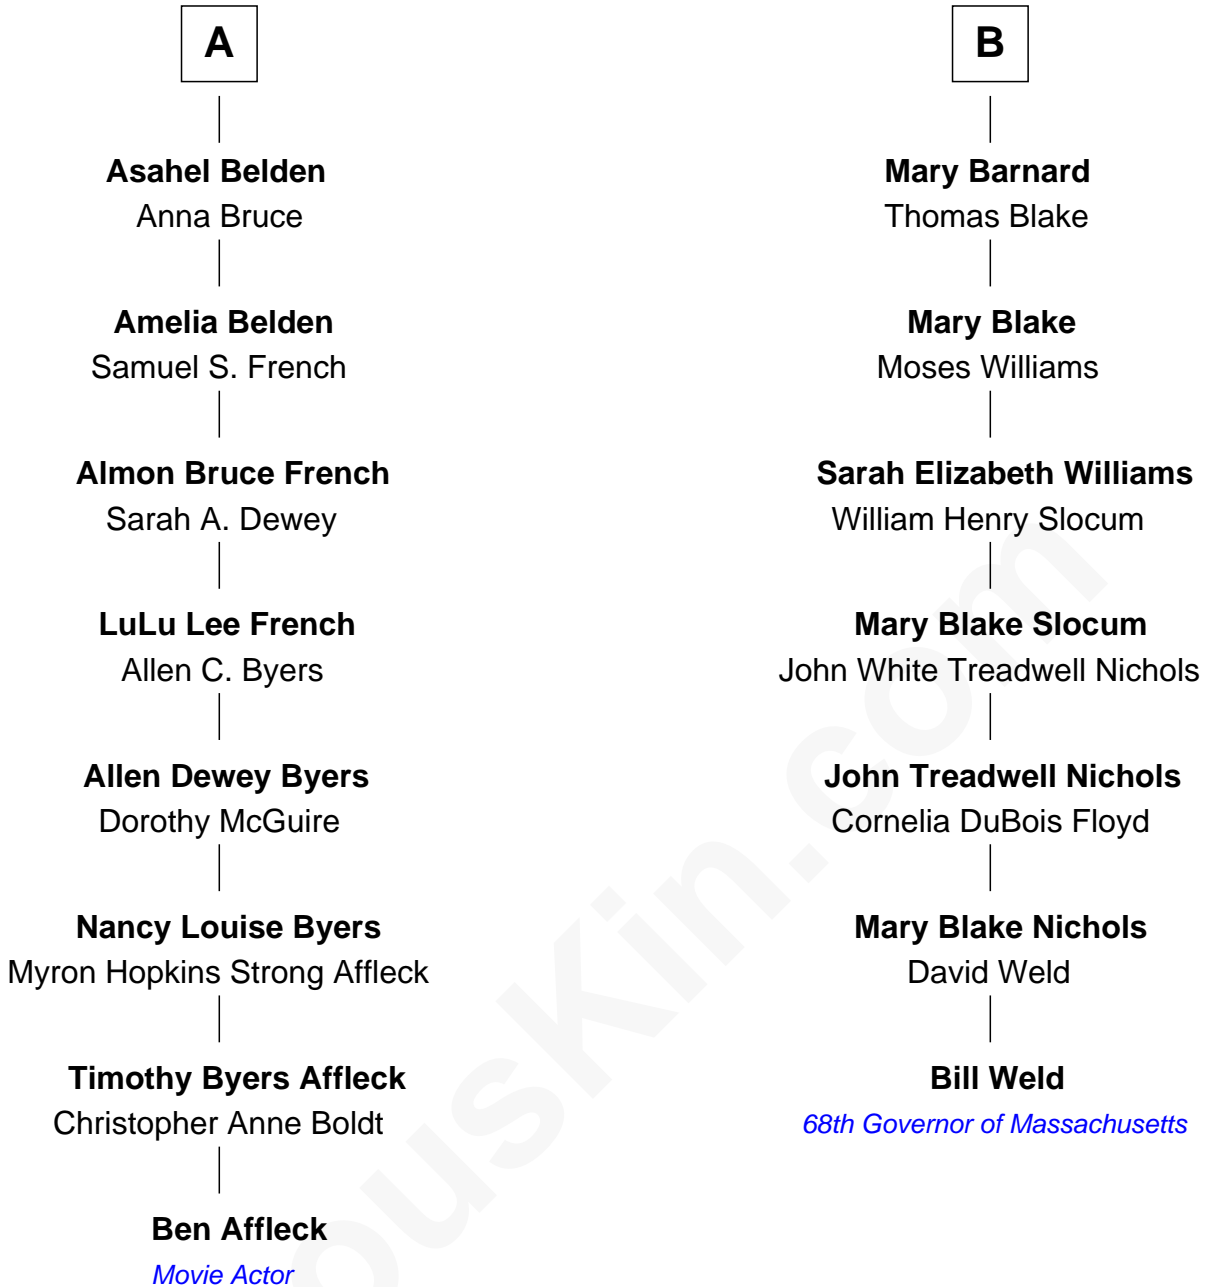 A
Asahel Belden
Anna Bruce
Amelia Belden
Samuel S. French
Almon Bruce French
Sarah A. Dewey
LuLu Lee French
Allen C. Byers
Allen Dewey Byers
Dorothy McGuire
Nancy Louise Byers
Myron Hopkins Strong Affleck
Timothy Byers Affleck
Christopher Anne Boldt
Ben Affleck
Movie Actor
B
Mary Barnard
Thomas Blake
Mary Blake
Moses Williams
Sarah Elizabeth Williams
William Henry Slocum
Mary Blake Slocum
John White Treadwell Nichols
John Treadwell Nichols
Cornelia DuBois Floyd
Mary Blake Nichols
David Weld
Bill Weld
68th Governor of Massachusetts
ousKin.com